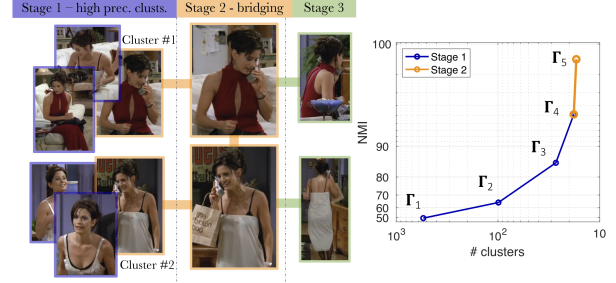 Stage 1 – high prec. clusts.
Stage 2 - bridging
Stage 3
Cluster #1
Cluster #2
100
90
80
70
60
50
NMI
Stage 1
Stage 2
Γ5
Γ4
Γ3
Γ2
Γ1
10³
10²
10
# clusters